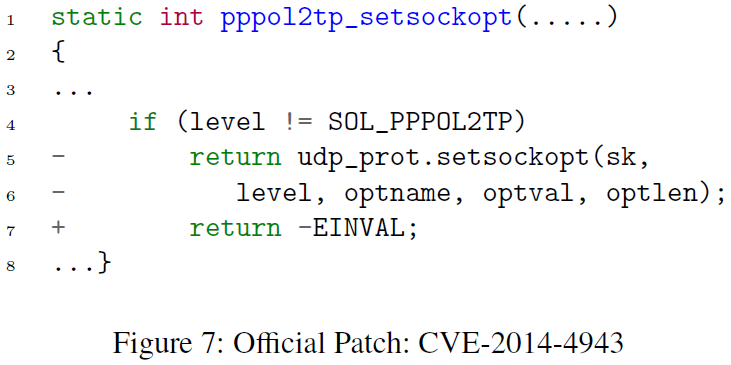 1 static int pppol2tp_setsockopt(.....)
2 {
3 ...
4 if (level != SOL_PPPOL2TP)
5 - return udp_prot.setsockopt(sk,
6 - level, optname, optval, optlen);
7 + return -EINVAL;
8 ...}
Figure 7: Official Patch: CVE-2014-4943